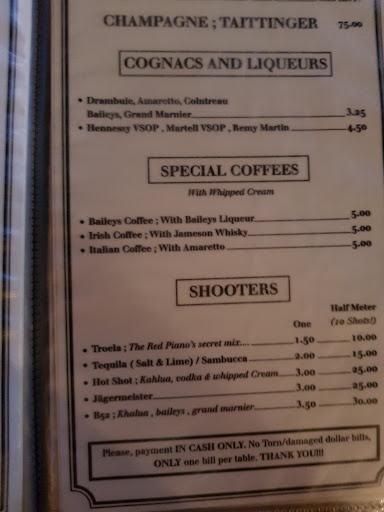 CHAMPAGNE ; TAITTINGER 75.00
COGNACS AND LIQUEURS
• Drambuie, Amarotto, Cointreau
Baileys, Grand Marnier 3.25
• Hennessy VSOP , Martell VSOP , Remy Martin 4.50
SPECIAL COFFEES
With Whipped Cream
• Baileys Coffee ; With Baileys Liqueur 5.00
• Irish Coffee ; With Jameson Whisky 5.00
• Italian Coffee ; With Amaretto 5.00
SHOOTERS
Half Meter
One (10 Shots!)
• Troela ; The Red Piano's secret mix.... 1.50 10.00
• Tequila ( Salt & Lime) / Sambucca 2.00 15.00
• Hot Shot ; Kahlua, vodka & whipped Cream 3.00 25.00
• Jägermeister 3.00 25.00
• B52 ; Khalua , baileys , grand marnier 3.50 30.00
Please, payment IN CASH ONLY. No Torn/damaged dollar bills,
ONLY one bill per table. THANK YOU!!!